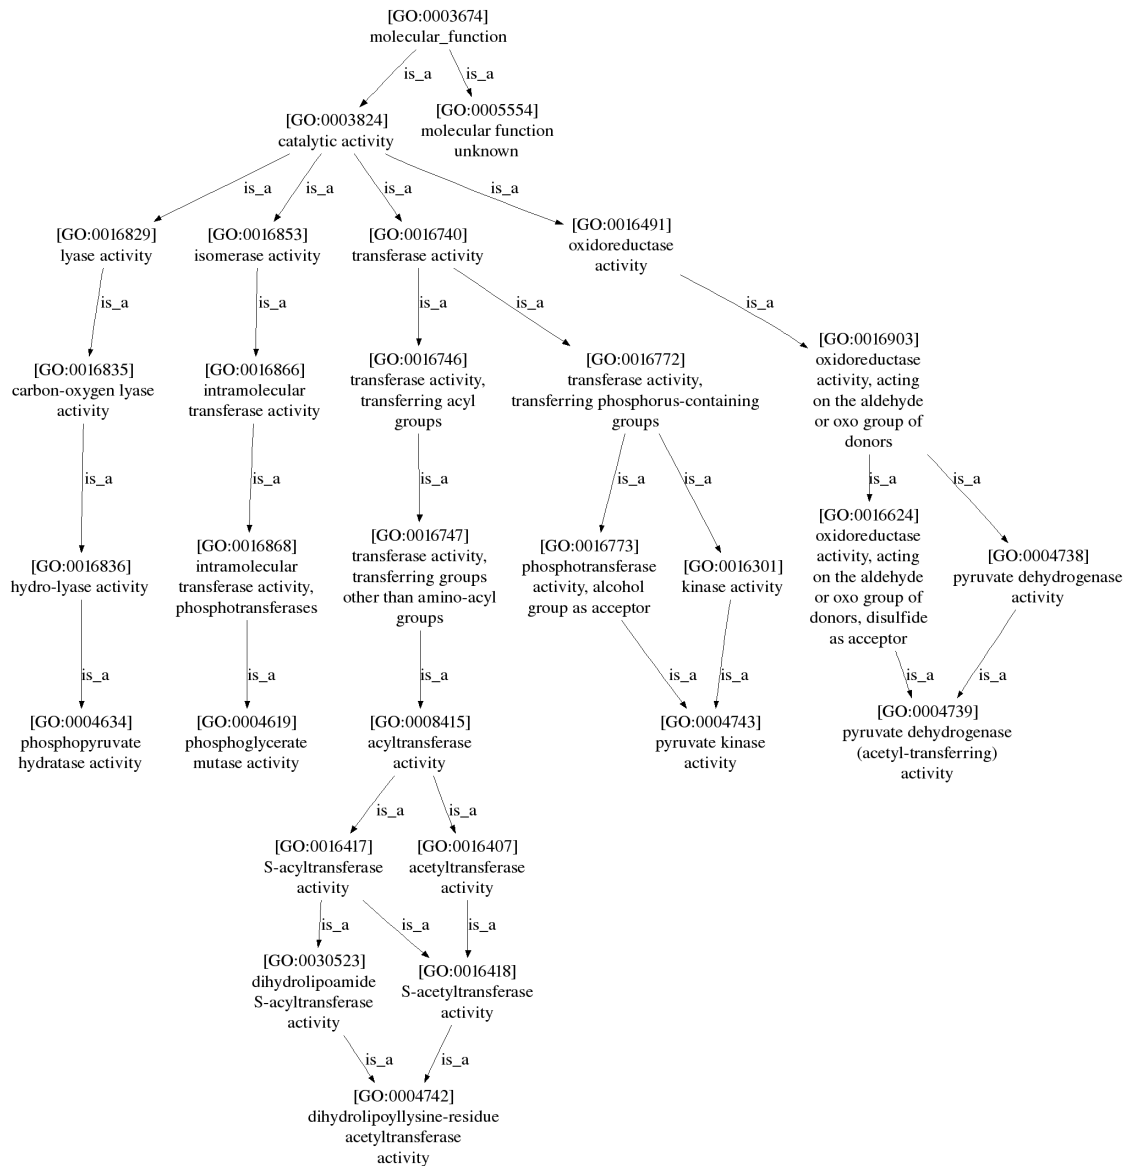 [GO:0003674]
molecular_function
is_a
is_a
[GO:0003824]
catalytic activity
[GO:0005554]
molecular function
unknown
is_a
is_a
is_a
is_a
[GO:0016829]
lyase activity
[GO:0016853]
isomerase activity
[GO:0016740]
transferase activity
[GO:0016491]
oxidoreductase
activity
is_a
is_a
is_a
is_a
is_a
[GO:0016835]
carbon-oxygen lyase
activity
[GO:0016866]
intramolecular
transferase activity
[GO:0016746]
transferase activity,
transferring acyl
groups
[GO:0016772]
transferase activity,
transferring phosphorus-containing
groups
[GO:0016903]
oxidoreductase
activity, acting
on the aldehyde
or oxo group of
donors
is_a
is_a
is_a
is_a
is_a
is_a
is_a
[GO:0016836]
hydro-lyase activity
[GO:0016868]
intramolecular
transferase activity,
phosphotransferases
[GO:0016747]
transferase activity,
transferring groups
other than amino-acyl
groups
[GO:0016773]
phosphotransferase
activity, alcohol
group as acceptor
[GO:0016301]
kinase activity
[GO:0016624]
oxidoreductase
activity, acting
on the aldehyde
or oxo group of
donors, disulfide
as acceptor
[GO:0004738]
pyruvate dehydrogenase
activity
is_a
is_a
is_a
is_a
is_a
is_a
is_a
[GO:0004634]
phosphopyruvate
hydratase activity
[GO:0004619]
phosphoglycerate
mutase activity
[GO:0008415]
acyltransferase
activity
[GO:0004743]
pyruvate kinase
activity
[GO:0004739]
pyruvate dehydrogenase
(acetyl-transferring)
activity
is_a
is_a
[GO:0016417]
S-acyltransferase
activity
[GO:0016407]
acetyltransferase
activity
is_a
is_a
is_a
[GO:0030523]
dihydrolipoamide
S-acyltransferase
activity
[GO:0016418]
S-acetyltransferase
activity
is_a
is_a
[GO:0004742]
dihydrolipoyllysine-residue
acetyltransferase
activity